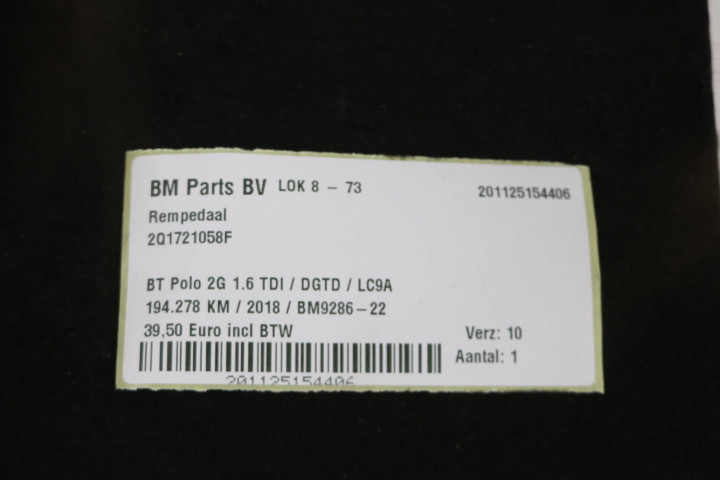 BM Parts BV LOK 8 - 73 201125154406
Rempedaal
2Q1721058F
BT Polo 2G 1.6 TDI / DGTD / LC9A
194.278 KM / 2018 / BM9286-22
39,50 Euro incl BTW
Verz: 10
Aantal: 1
201125154406